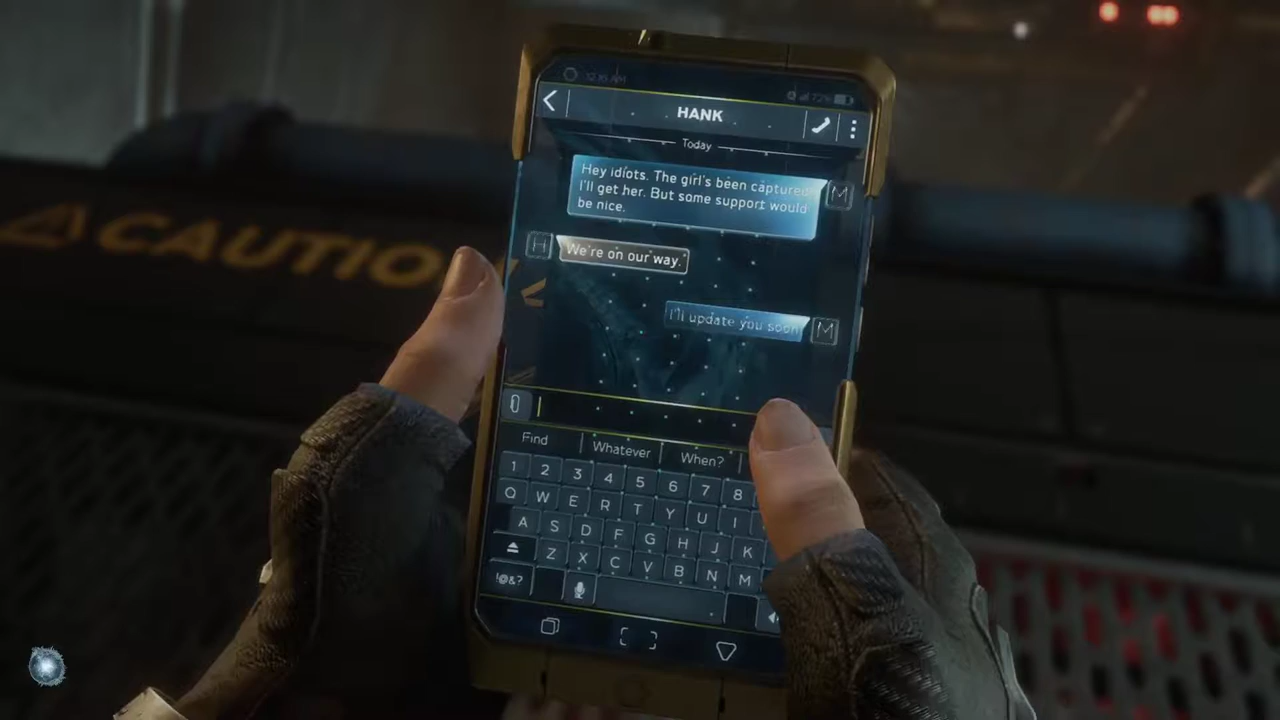 12:16 AM
72%
HANK
Today
Hey idiots. The girl's been captured
I'll get her. But some support would
be nice.
M
H
We're on our way.
I'll update you soon
M
CAUTION
Find Whatever When?
1 2 3 4 5 6 7 8
Q W E R T Y U I
A S D F G H J K
Z X C V B N M
!@&?